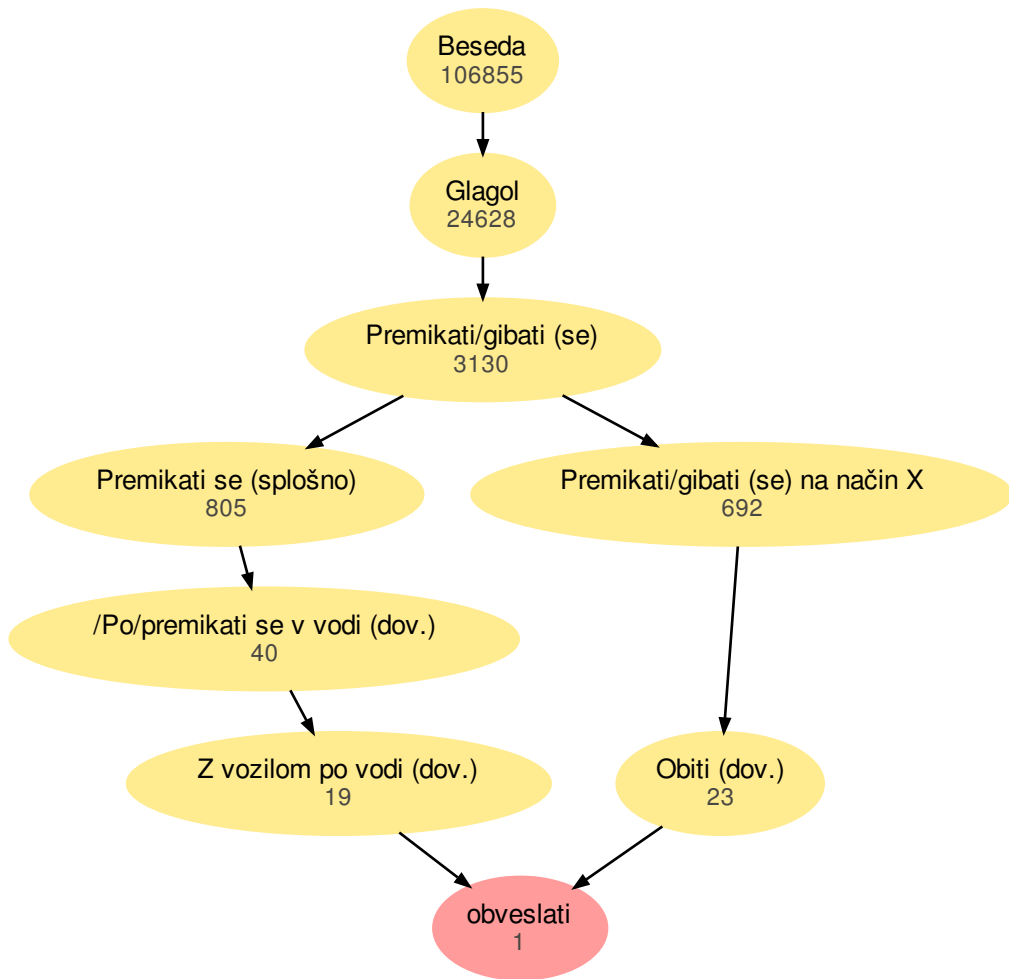 Beseda
106855
Glagol
24628
Premikati/gibati (se)
3130
Premikati se (splošno)
805
Premikati/gibati (se) na način X
692
/Po/premikati se v vodi (dov.)
40
Z vozilom po vodi (dov.)
19
Obiti (dov.)
23
obveslati
1